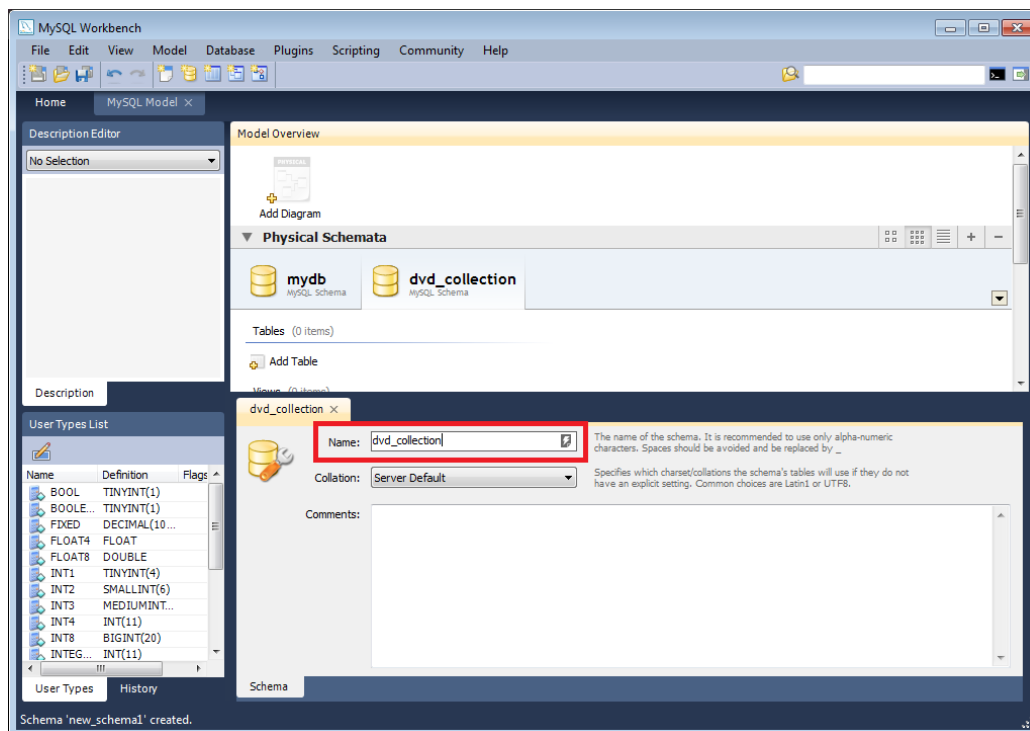 MySQL Workbench
File Edit View Model Database Plugins Scripting Community Help
Home MySQL Model ×
Description Editor
No Selection
Description
Model Overview
PHYSICAL
Add Diagram
Physical Schemata
mydb
MySQL Schema
dvd_collection
MySQL Schema
Tables (0 items)
Add Table
Views (0 items)
User Types List
Name Definition Flags
BOOL TINYINT(1)
BOOLE... TINYINT(1)
FIXED DECIMAL(10...
FLOAT4 FLOAT
FLOAT8 DOUBLE
INT1 TINYINT(4)
INT2 SMALLINT(6)
INT3 MEDIUMINT...
INT4 INT(11)
INT8 BIGINT(20)
INTEG... INT(11)
User Types History
dvd_collection ×
Name: dvd_collection
The name of the schema. It is recommended to use only alpha-numeric
characters. Spaces should be avoided and be replaced by _
Collation: Server Default
Specifies which charset/collations the schema's tables will use if they do not
have an explicit setting. Common choices are Latin1 or UTF8.
Comments:
Schema
Schema 'new_schema1' created.